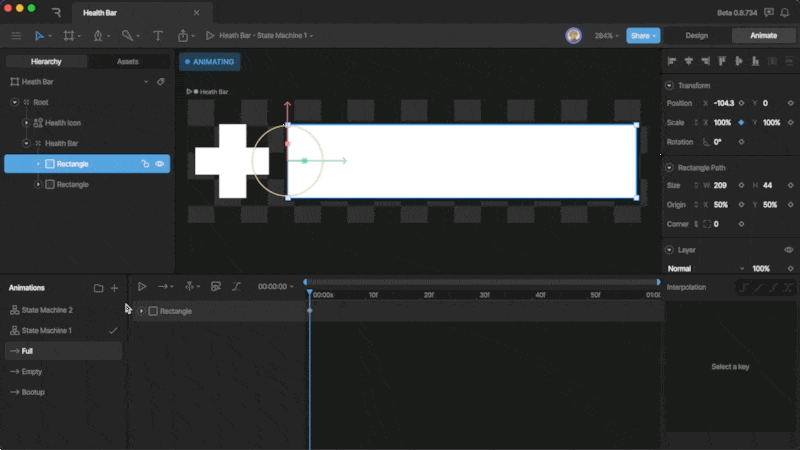 Health Bar
Beta 0.8.734
Heath Bar - State Machine 1
284%
Share
Design
Animate
Hierarchy
Assets
ANIMATING
Heath Bar
Heath Bar
Root
Health Icon
Heath Bar
Rectangle
Rectangle
Transform
Position X -104.3 Y 0
Scale X 100% Y 100%
Rotation 0°
Rectangle Path
Size W 209 H 44
Origin X 50% Y 50%
Corner 0
Layer
Normal 100%
Animations
00:00:00
00:00s 10f 20f 30f 40f 50f 01:0
Interpolation
State Machine 2
State Machine 1
Full
Empty
Bootup
Rectangle
Select a key